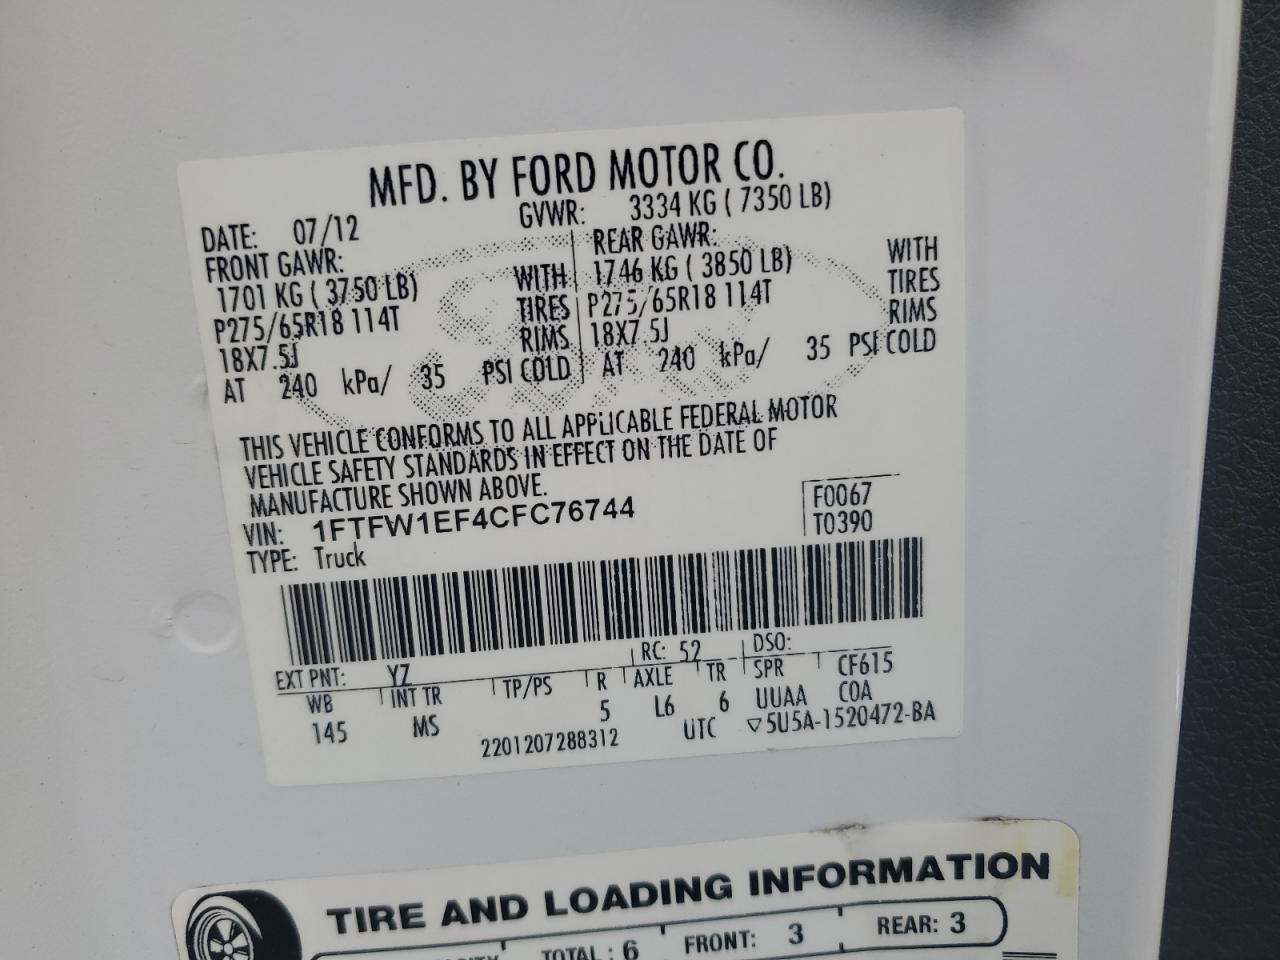 MFD. BY FORD MOTOR CO.
DATE: 07/12 GVWR: 3334 KG ( 7350 LB)
FRONT GAWR: REAR GAWR:
1701 KG ( 3750 LB) WITH 1746 KG ( 3850 LB) WITH
P275/65R18 114T TIRES P275/65R18 114T TIRES
18X7.5J RIMS 18X7.5J RIMS
AT 240 kPa/ 35 PSI COLD AT 240 kPa/ 35 PSI COLD
THIS VEHICLE CONFORMS TO ALL APPLICABLE FEDERAL MOTOR
VEHICLE SAFETY STANDARDS IN EFFECT ON THE DATE OF
MANUFACTURE SHOWN ABOVE.
VIN: 1FTFW1EF4CFC76744 F0067
TYPE: Truck T0390
EXT PNT: YZ RC: 52 DSO:
WB INT TR TP/PS R AXLE TR SPR CF615
145 MS 5 L6 6 UUAA COA
2201207288312 UTC ▽5U5A-1520472-BA
TIRE AND LOADING INFORMATION
TOTAL : 6 FRONT: 3 REAR: 3